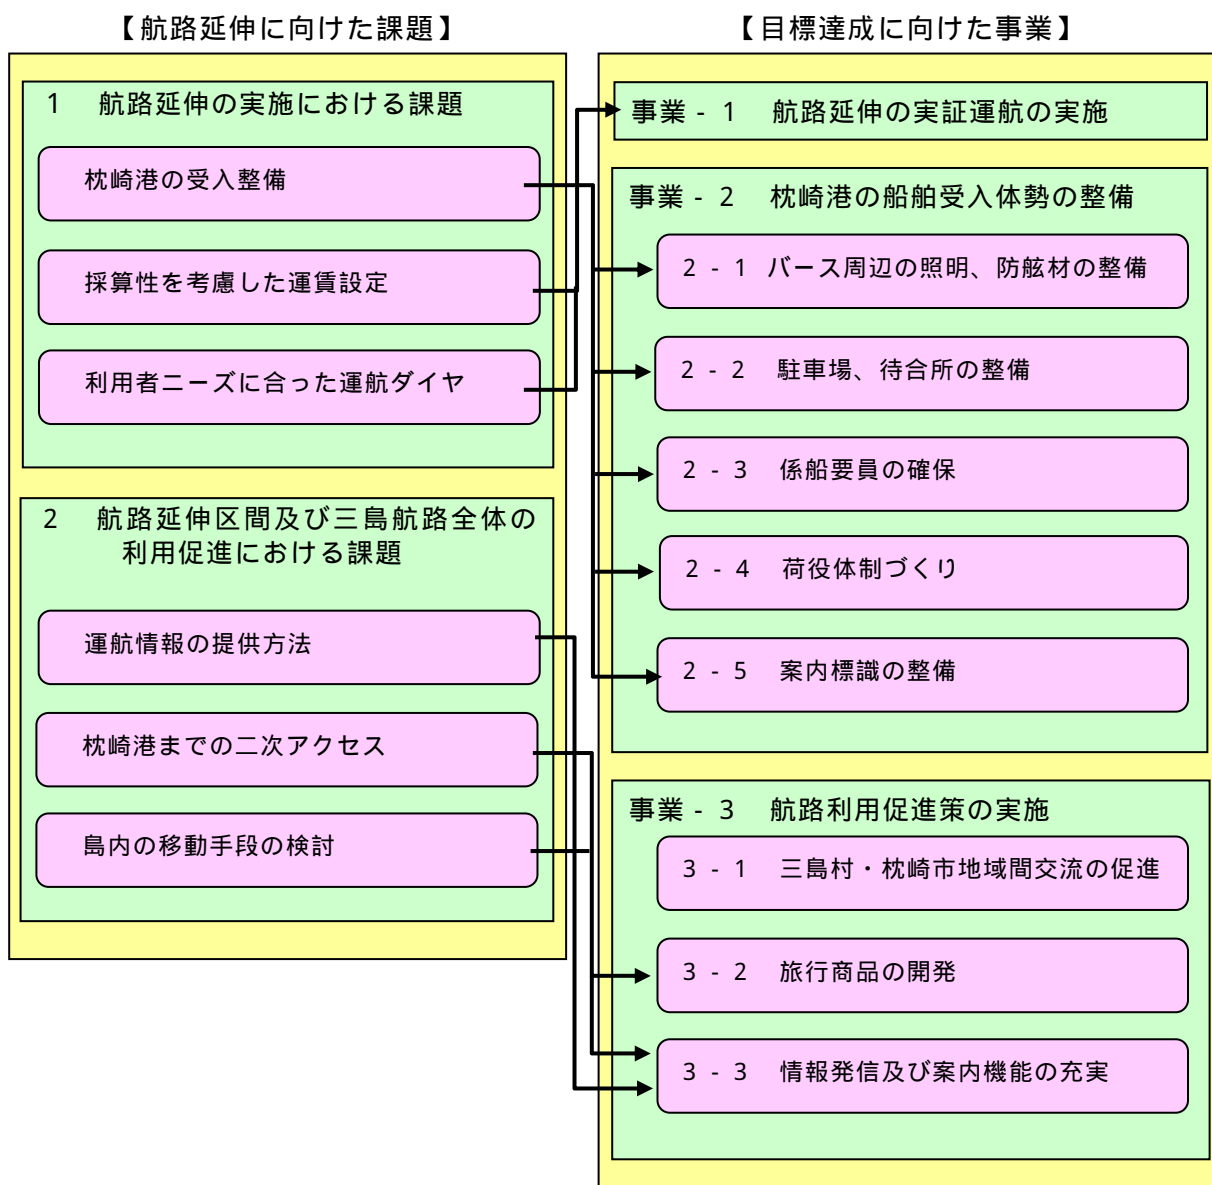 【航路延伸に向けた課題】
1　航路延伸の実施における課題
枕崎港の受入整備
採算性を考慮した運賃設定
利用者ニーズに合った運航ダイヤ
2　航路延伸区間及び三島航路全体の
利用促進における課題
運航情報の提供方法
枕崎港までの二次アクセス
島内の移動手段の検討
【目標達成に向けた事業】
事業 - 1　航路延伸の実証運航の実施
事業 - 2　枕崎港の船舶受入体勢の整備
2 - 1 バース周辺の照明、防舷材の整備
2 - 2　駐車場、待合所の整備
2 - 3　係船要員の確保
2 - 4　荷役体制づくり
2 - 5　案内標識の整備
事業 - 3　航路利用促進策の実施
3 - 1　三島村・枕崎市地域間交流の促進
3 - 2　旅行商品の開発
3 - 3　情報発信及び案内機能の充実